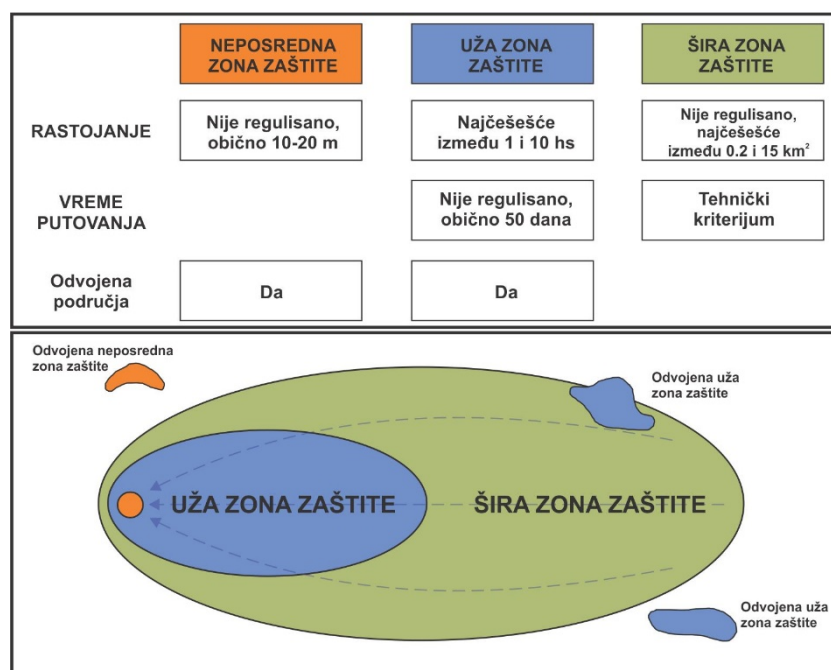 NEPOSREDNA
ZONA ZAŠTITE
UŽA ZONA
ZAŠTITE
ŠIRA ZONA
ZAŠTITE
RASTOJANJE
Nije regulisano,
obično 10-20 m
Najčešešće
između 1 i 10 hs
Nije regulisano,
najčešešće
između 0.2 i 15 km²
VREME
PUTOVANJA
Nije regulisano,
obično 50 dana
Tehnički
kriterijum
Odvojena
područja
Da
Da
Odvojena neposredna
zona zaštite
Odvojena uža
zona zaštite
UŽA ZONA ZAŠTITE
ŠIRA ZONA ZAŠTITE
Odvojena uža
zona zaštite